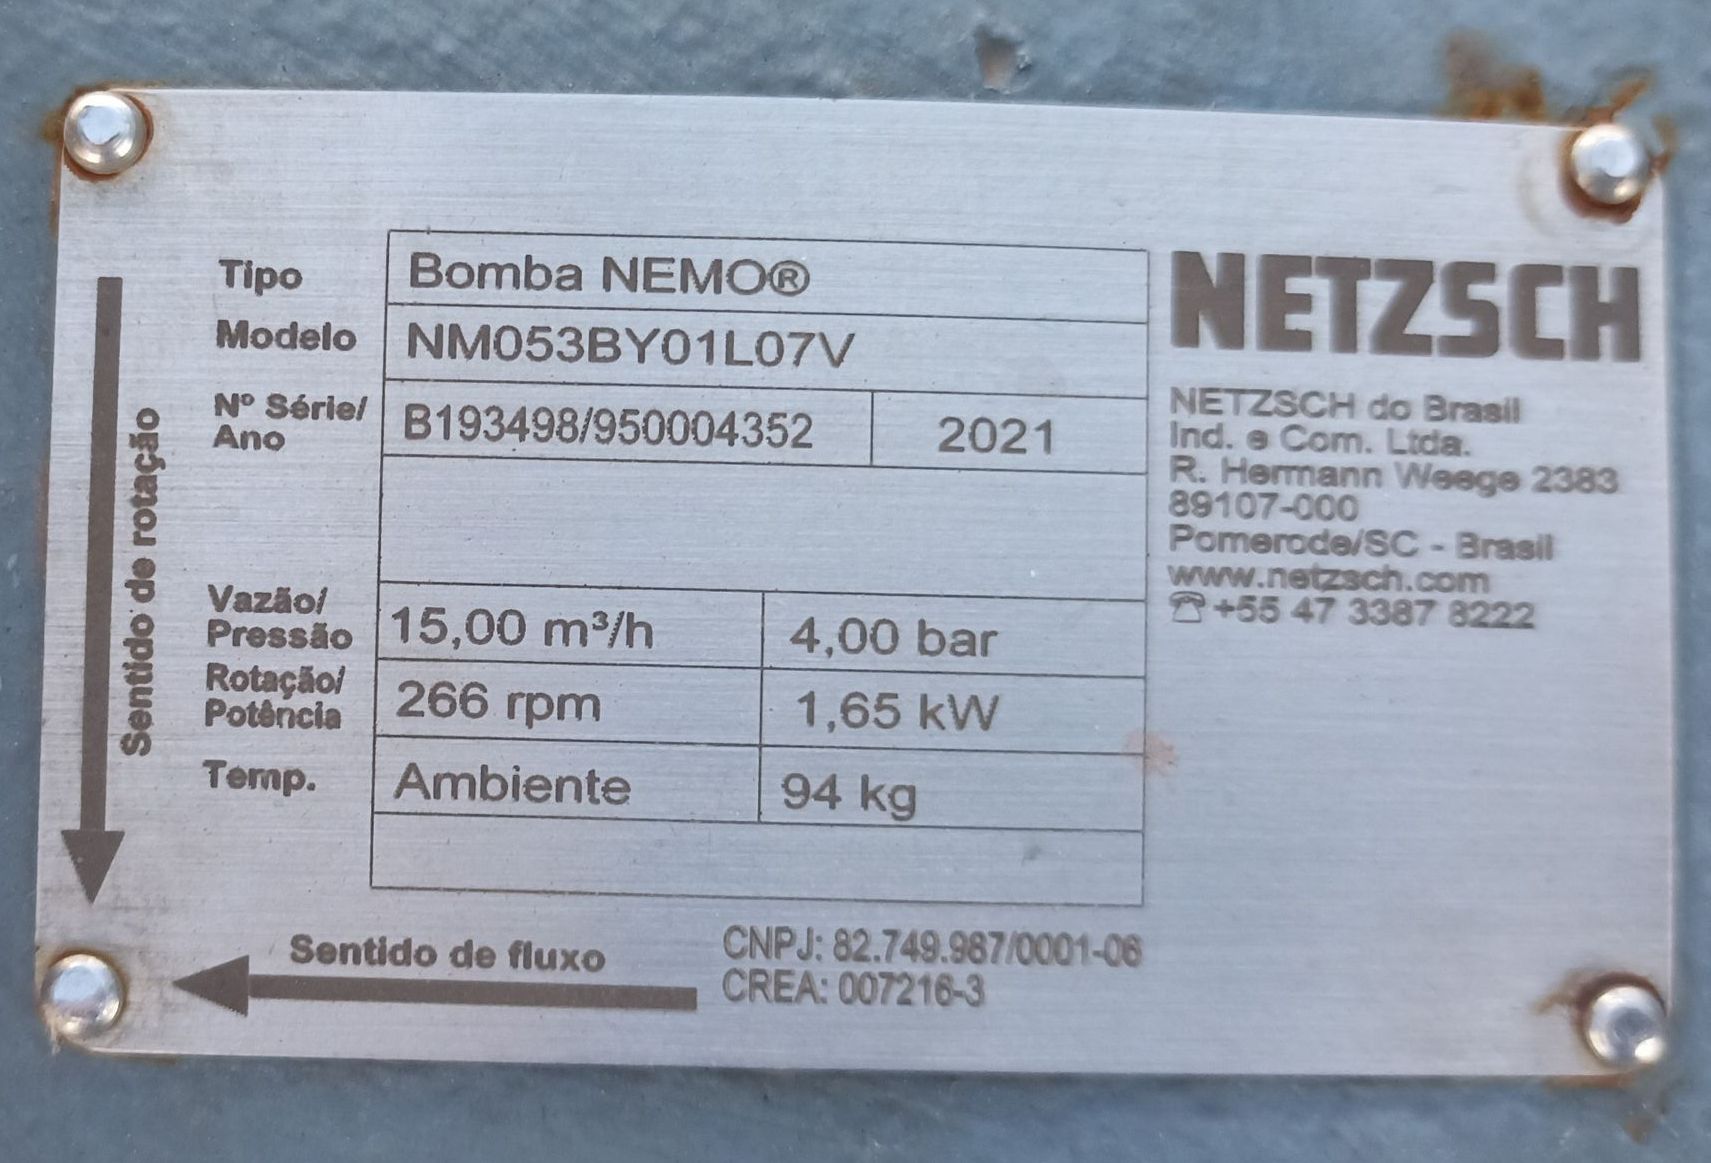 Tipo Bomba NEMO®
Modelo NM053BY01L07V
Nº Série/
Ano B193498/950004352 2021
Vazão/
Pressão 15,00 m³/h 4,00 bar
Rotação/
Potência 266 rpm 1,65 kW
Temp. Ambiente 94 kg
Sentido de rotação
Sentido de fluxo
NETZSCH
NETZSCH do Brasil
Ind. e Com. Ltda.
R. Hermann Weege 2383
89107-000
Pomerode/SC - Brasil
www.netzsch.com
☎+55 47 3387 8222
CNPJ: 82.749.987/0001-06
CREA: 007216-3